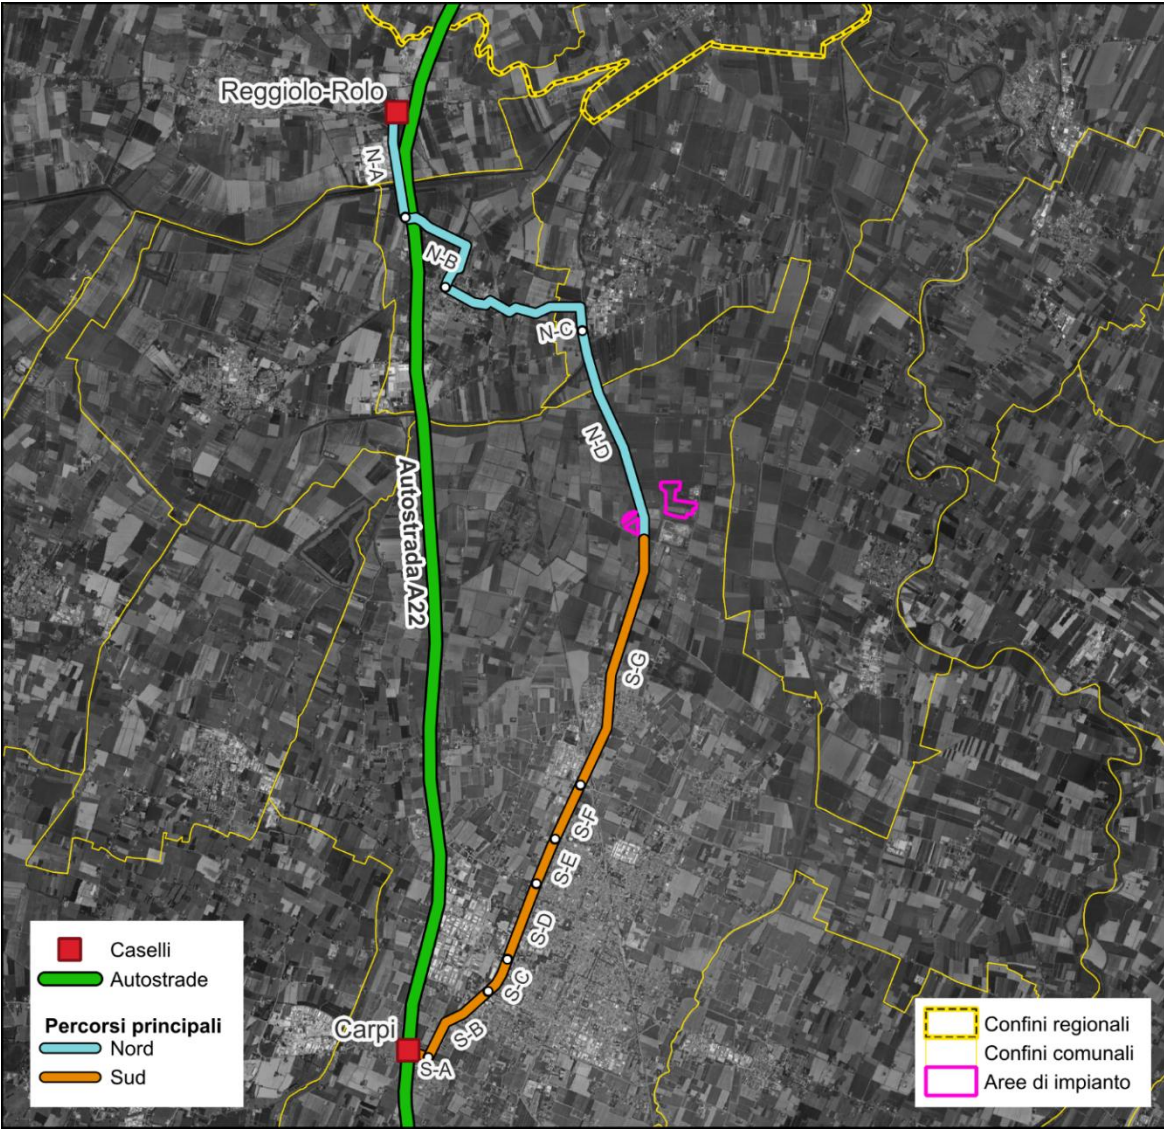 Reggiolo-Rolo
N-A
N-B
N-C
N-D
Autostrada A22
S-G
S-F
S-E
S-D
S-C
S-B
Carpi
S-A
Caselli
Autostrade
Percorsi principali
Nord
Sud
Confini regionali
Confini comunali
Aree di impianto